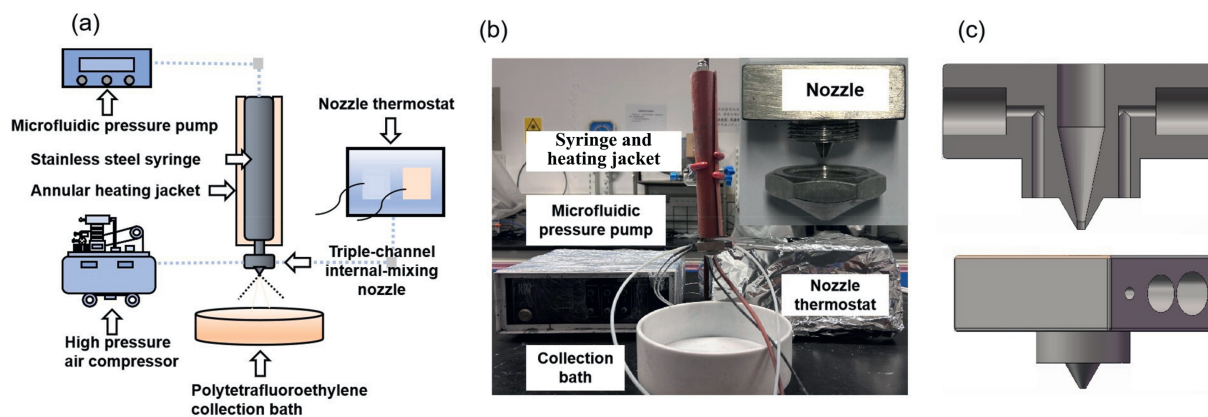 (a)
Microfluidic pressure pump
Stainless steel syringe
Annular heating jacket
Nozzle thermostat
Triple-channel
internal-mixing
nozzle
High pressure
air compressor
Polytetrafluoroethylene
collection bath
(b)
Nozzle
Syringe and
heating jacket
Microfluidic
pressure pump
Nozzle
thermostat
Collection
bath
(c)